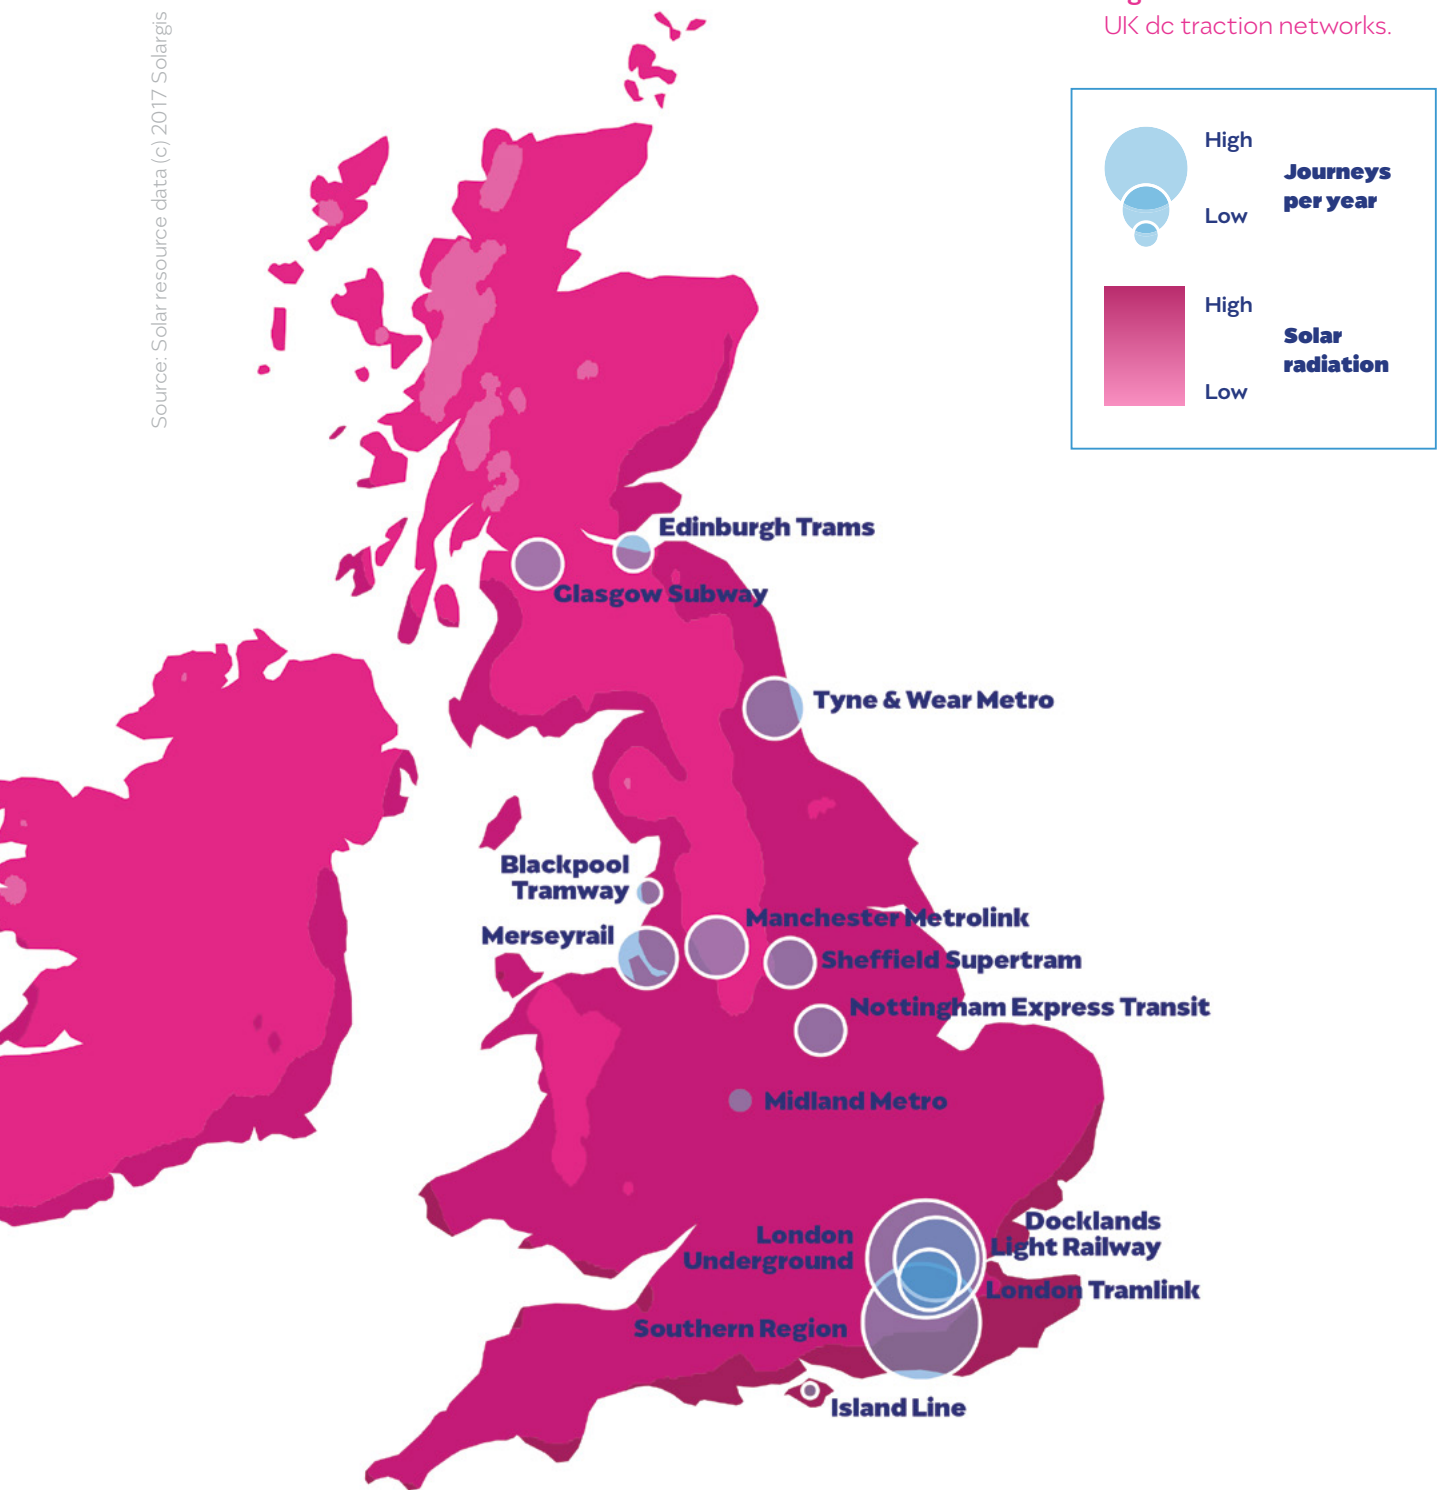 UK dc traction networks.
Source: Solar resource data (c) 2017 Solargis
High
Journeys
per year
Low
High
Solar
radiation
Low
Edinburgh Trams
Glasgow Subway
Tyne & Wear Metro
Blackpool
Tramway
Manchester Metrolink
Merseyrail
Sheffield Supertram
Nottingham Express Transit
Midland Metro
London
Underground
Docklands
Light Railway
London Tramlink
Southern Region
Island Line